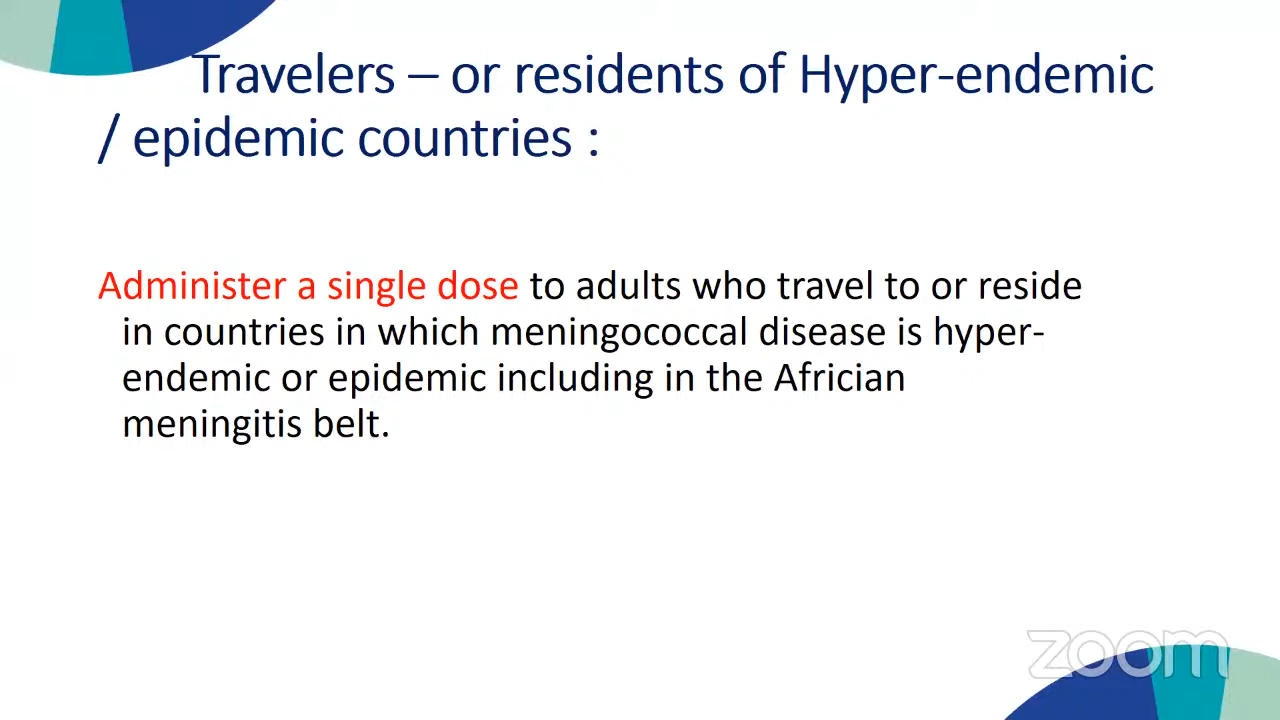 Travelers – or residents of Hyper-endemic
/ epidemic countries :
Administer a single dose to adults who travel to or reside
in countries in which meningococcal disease is hyper-
endemic or epidemic including in the Africian
meningitis belt.
zoom